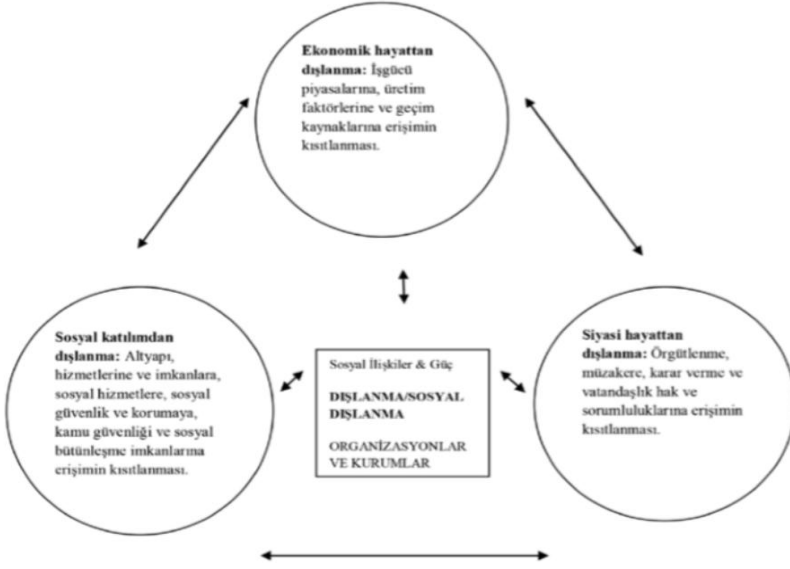 Ekonomik hayattan
dışlanma: İşgücü
piyasalarına, üretim
faktörlerine ve geçim
kaynaklarına erişimin
kısıtlanması.
Sosyal katılımdan
dışlanma: Altyapı,
hizmetlerine ve imkanlara,
sosyal hizmetlere, sosyal
güvenlik ve korumaya,
kamu güvenliği ve sosyal
bütünleşme imkanlarına
erişimin kısıtlanması.
Sosyal İlişkiler & Güç
DIŞLANMA/SOSYAL
DIŞLANMA
ORGANİZASYONLAR
VE KURUMLAR
Siyasi hayattan
dışlanma: Örgütlenme,
müzakere, karar verme ve
vatandaşlık hak ve
sorumluluklarına erişimin
kısıtlanması.